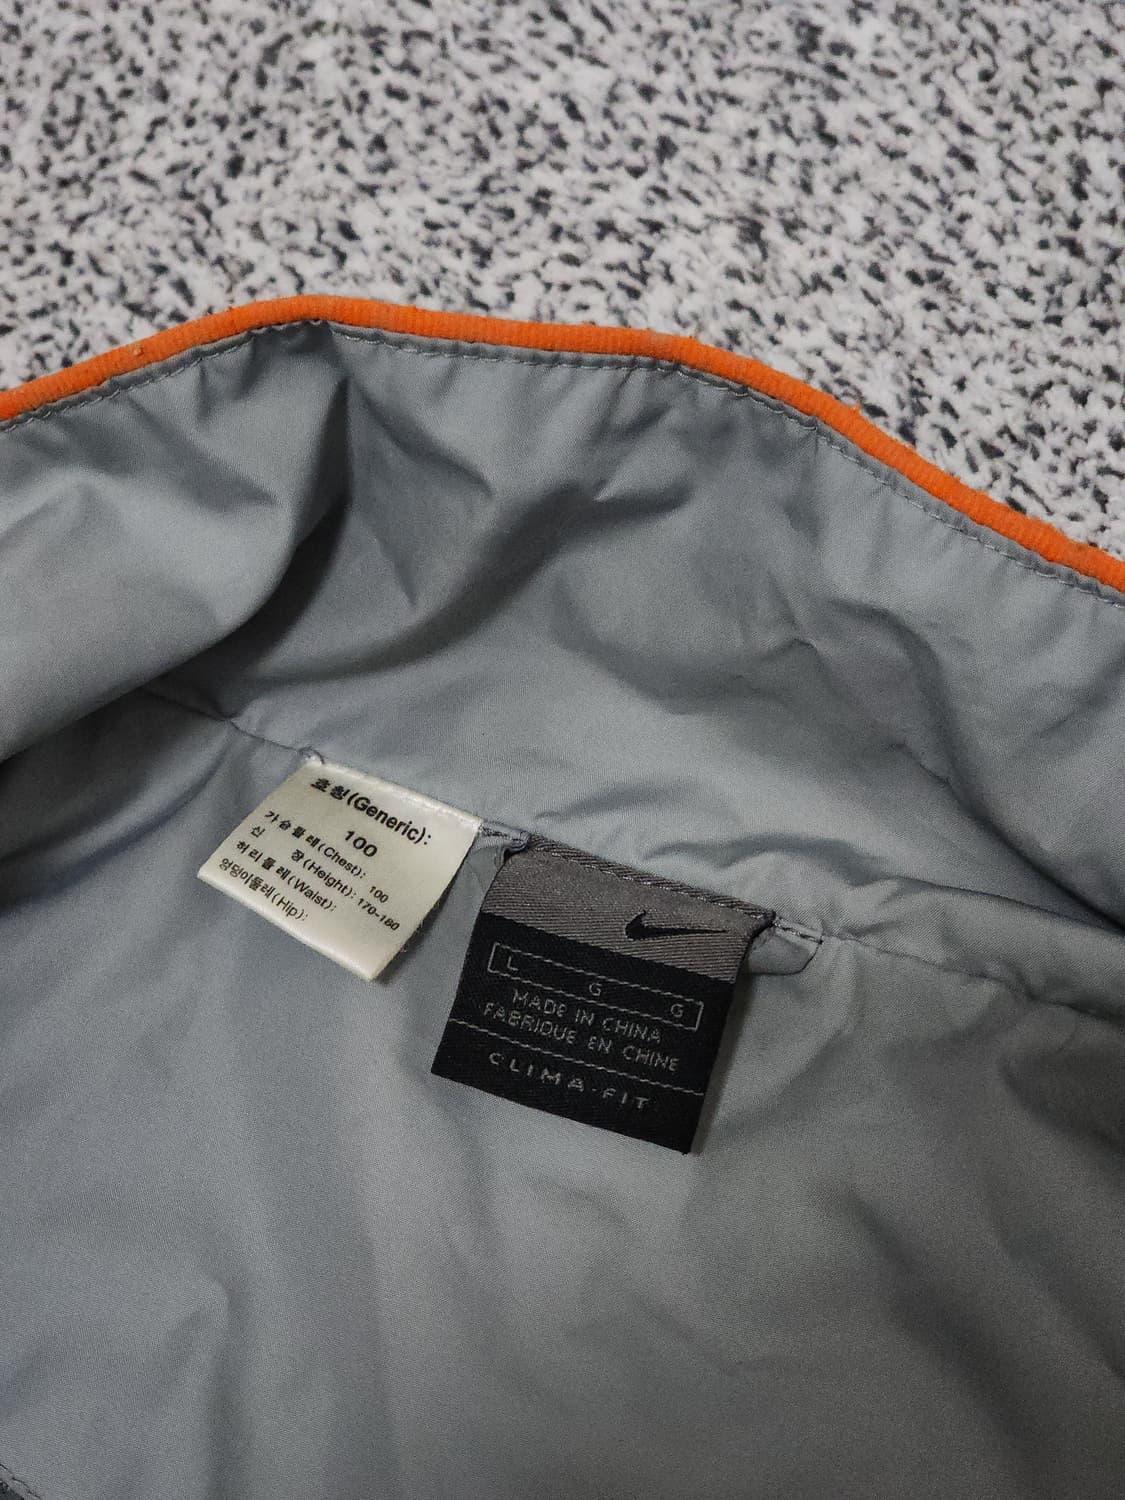 호칭(Generic):
100
가슴둘레(Chest): 100
신 장(Height): 170-180
허리둘레(Waist):
엉덩이둘레(Hip):
L G G
MADE IN CHINA
FABRIQUE EN CHINE
CLIMA-FIT